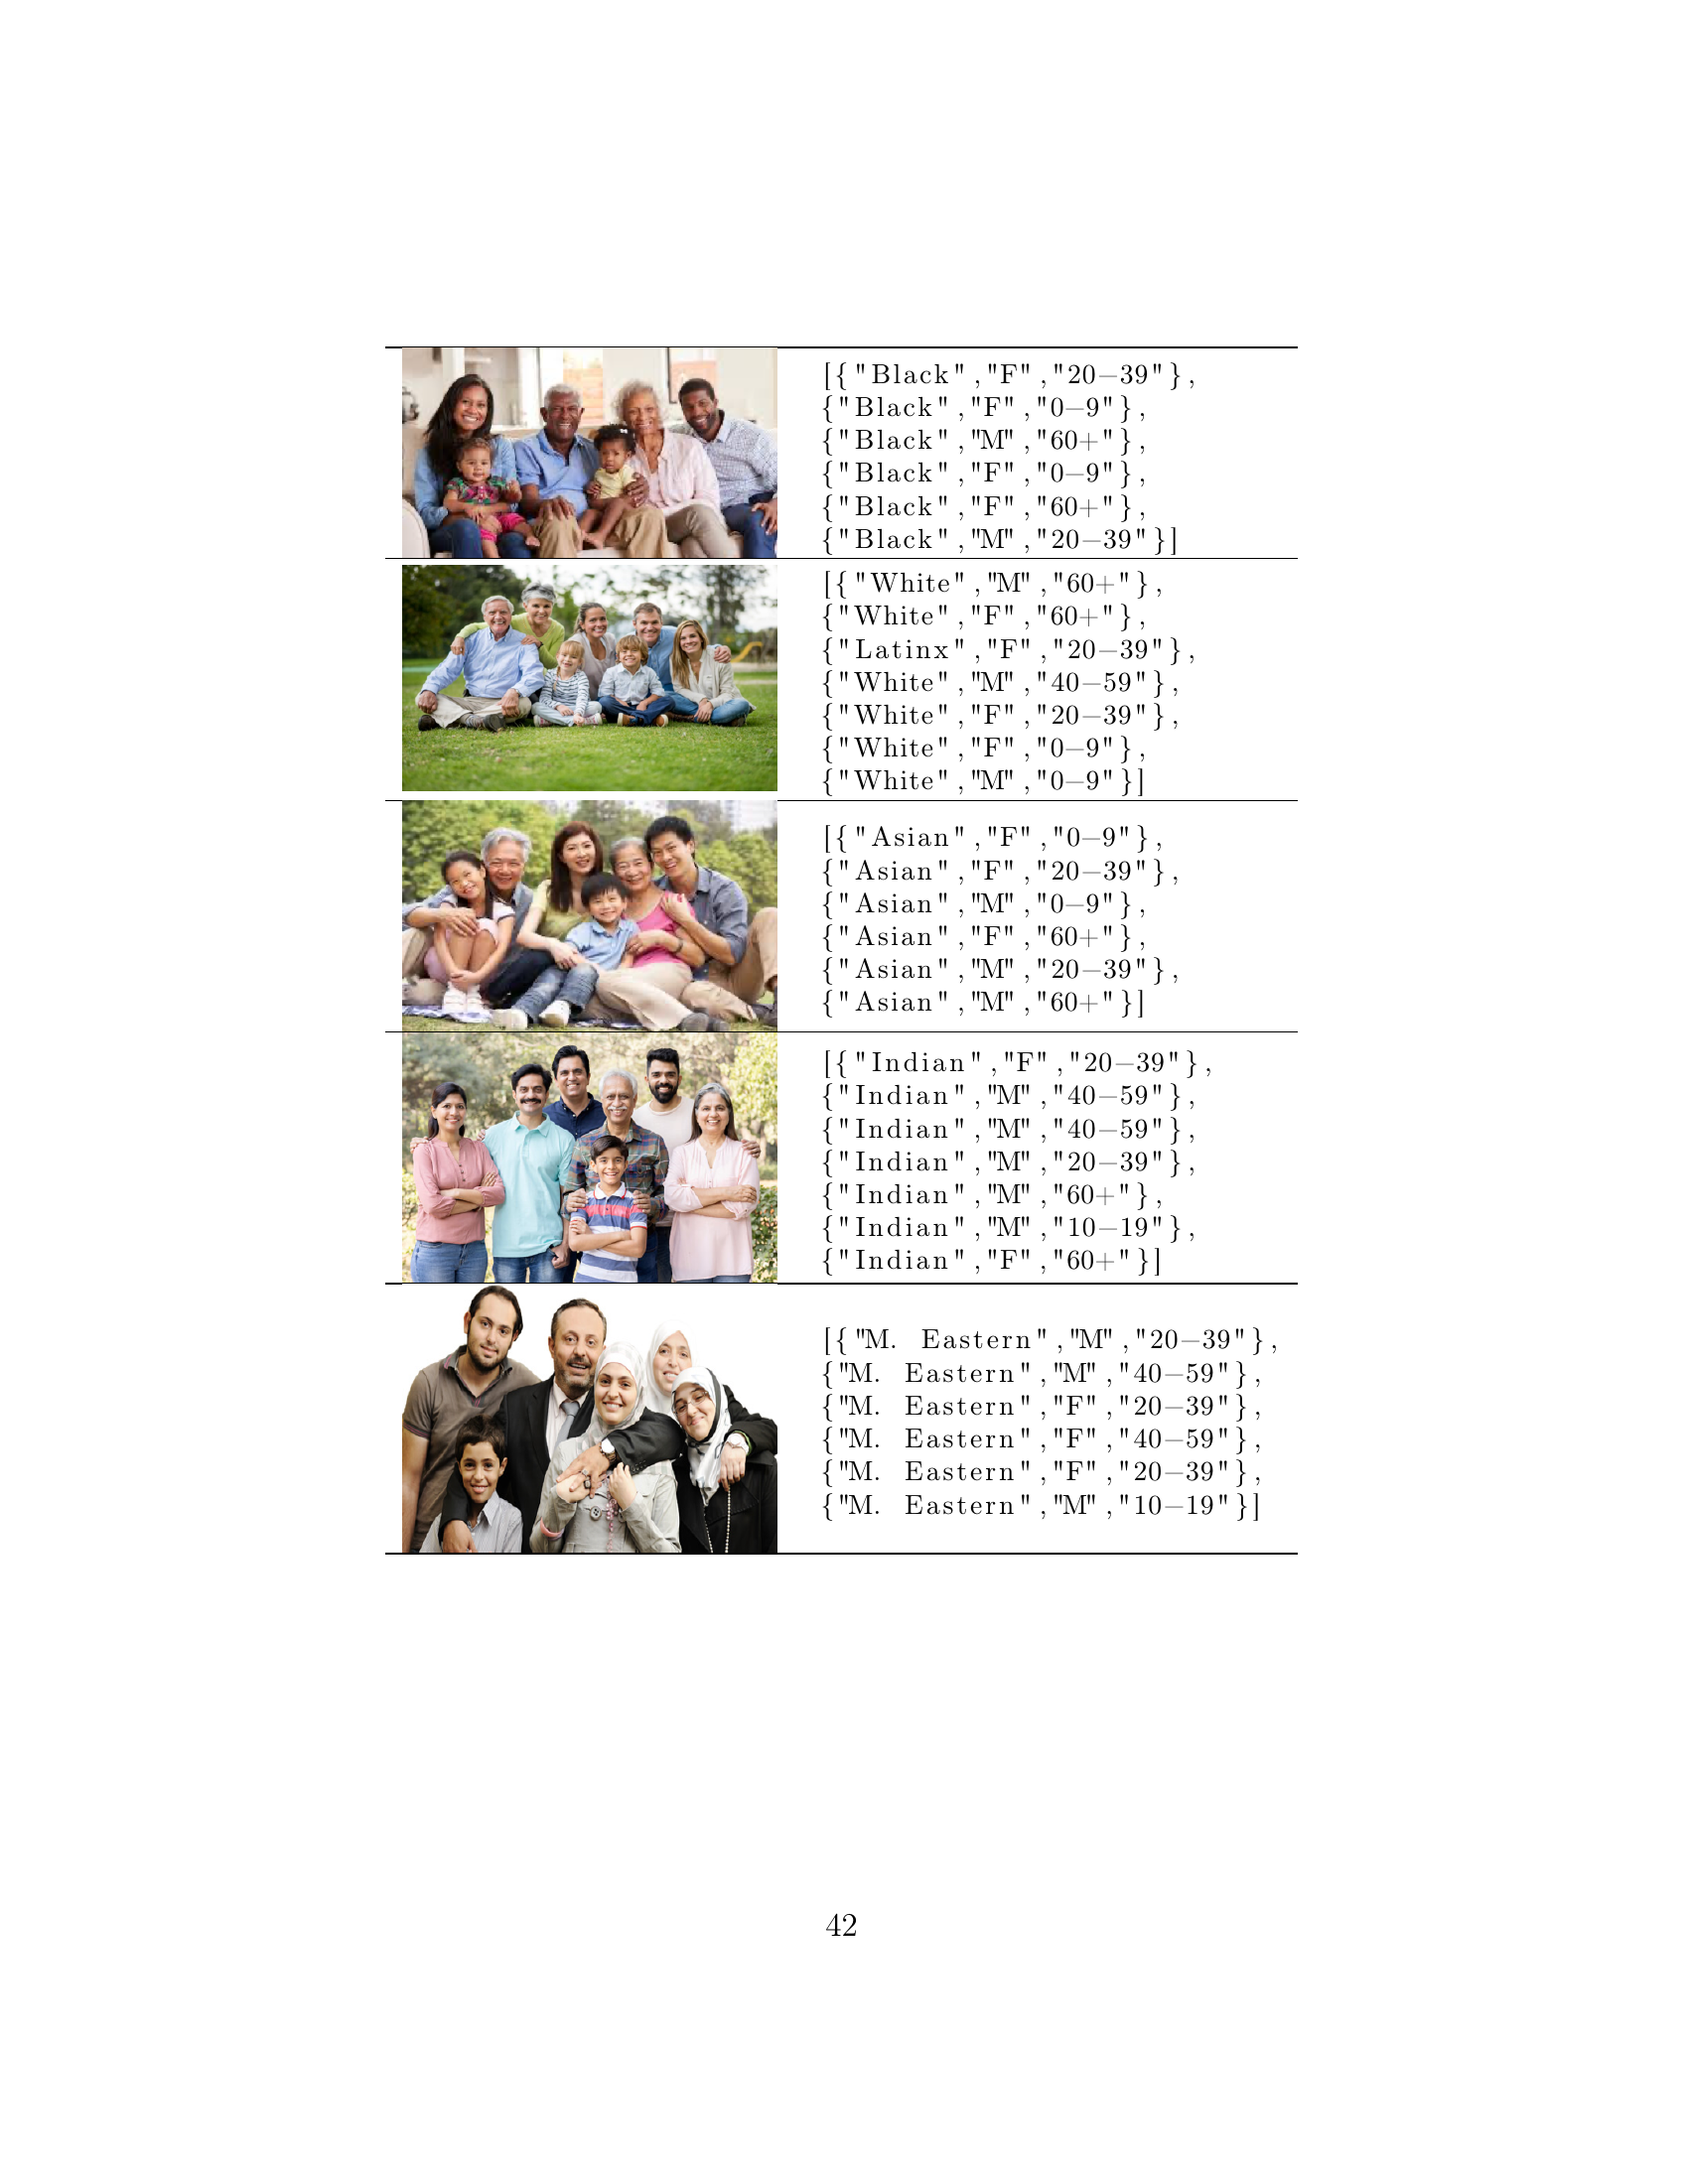 [{"Black","F","20−39"},
{"Black","F","0−9"},
{"Black","M","60+"},
{"Black","F","0−9"},
{"Black","F","60+"},
{"Black","M","20−39"}]
[{"White","M","60+"},
{"White","F","60+"},
{"Latinx","F","20−39"},
{"White","M","40−59"},
{"White","F","20−39"},
{"White","F","0−9"},
{"White","M","0−9"}]
[{"Asian","F","0−9"},
{"Asian","F","20−39"},
{"Asian","M","0−9"},
{"Asian","F","60+"},
{"Asian","M","20−39"},
{"Asian","M","60+"}]
[{"Indian","F","20−39"},
{"Indian","M","40−59"},
{"Indian","M","40−59"},
{"Indian","M","20−39"},
{"Indian","M","60+"},
{"Indian","M","10−19"},
{"Indian","F","60+"}]
[{"M. Eastern","M","20−39"},
{"M. Eastern","M","40−59"},
{"M. Eastern","F","20−39"},
{"M. Eastern","F","40−59"},
{"M. Eastern","F","20−39"},
{"M. Eastern","M","10−19"}]
42